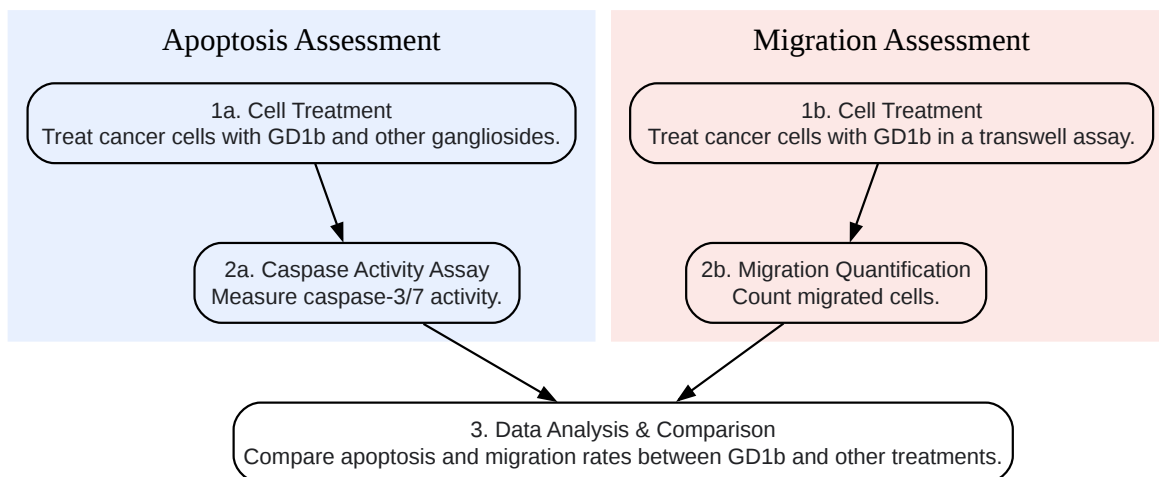 Apoptosis Assessment
1a. Cell Treatment
Treat cancer cells with GD1b and other gangliosides.
2a. Caspase Activity Assay
Measure caspase-3/7 activity.
Migration Assessment
1b. Cell Treatment
Treat cancer cells with GD1b in a transwell assay.
2b. Migration Quantification
Count migrated cells.
3. Data Analysis & Comparison
Compare apoptosis and migration rates between GD1b and other treatments.